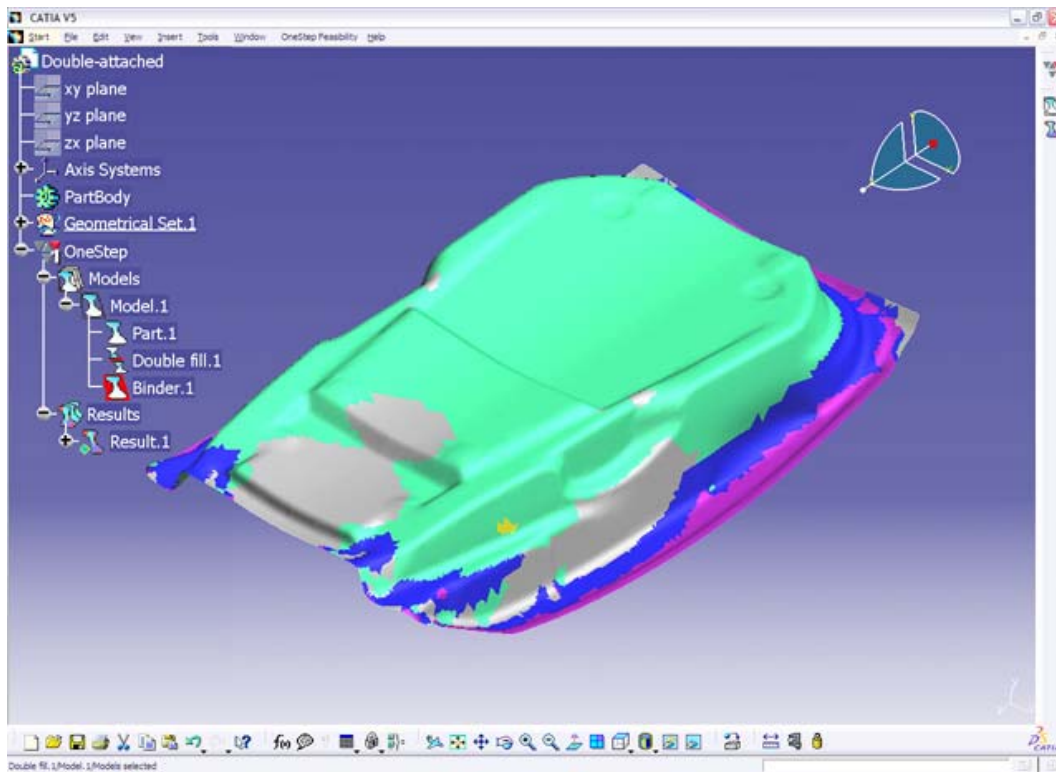 CATIA V5
Start File Edit View Insert Tools Window OneStep Feasibility Help
Double-attached
xy plane
yz plane
zx plane
Axis Systems
PartBody
Geometrical Set.1
OneStep
Models
Model.1
Part.1
Double fill.1
Binder.1
Results
Result.1
f(x)
CATIA
Double fill.1/Model.1/Models selected